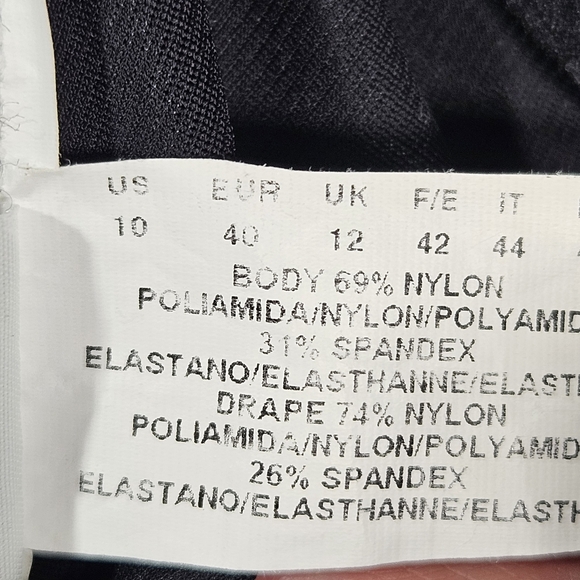 US EUR UK F/E IT
10 40 12 42 44
BODY 69% NYLON
POLIAMIDA/NYLON/POLYAMID
31% SPANDEX
ELASTANO/ELASTHANNE/ELAST
DRAPE 74% NYLON
POLIAMIDA/NYLON/POLYAMID
26% SPANDEX
ELASTANO/ELASTHANNE/ELASTH